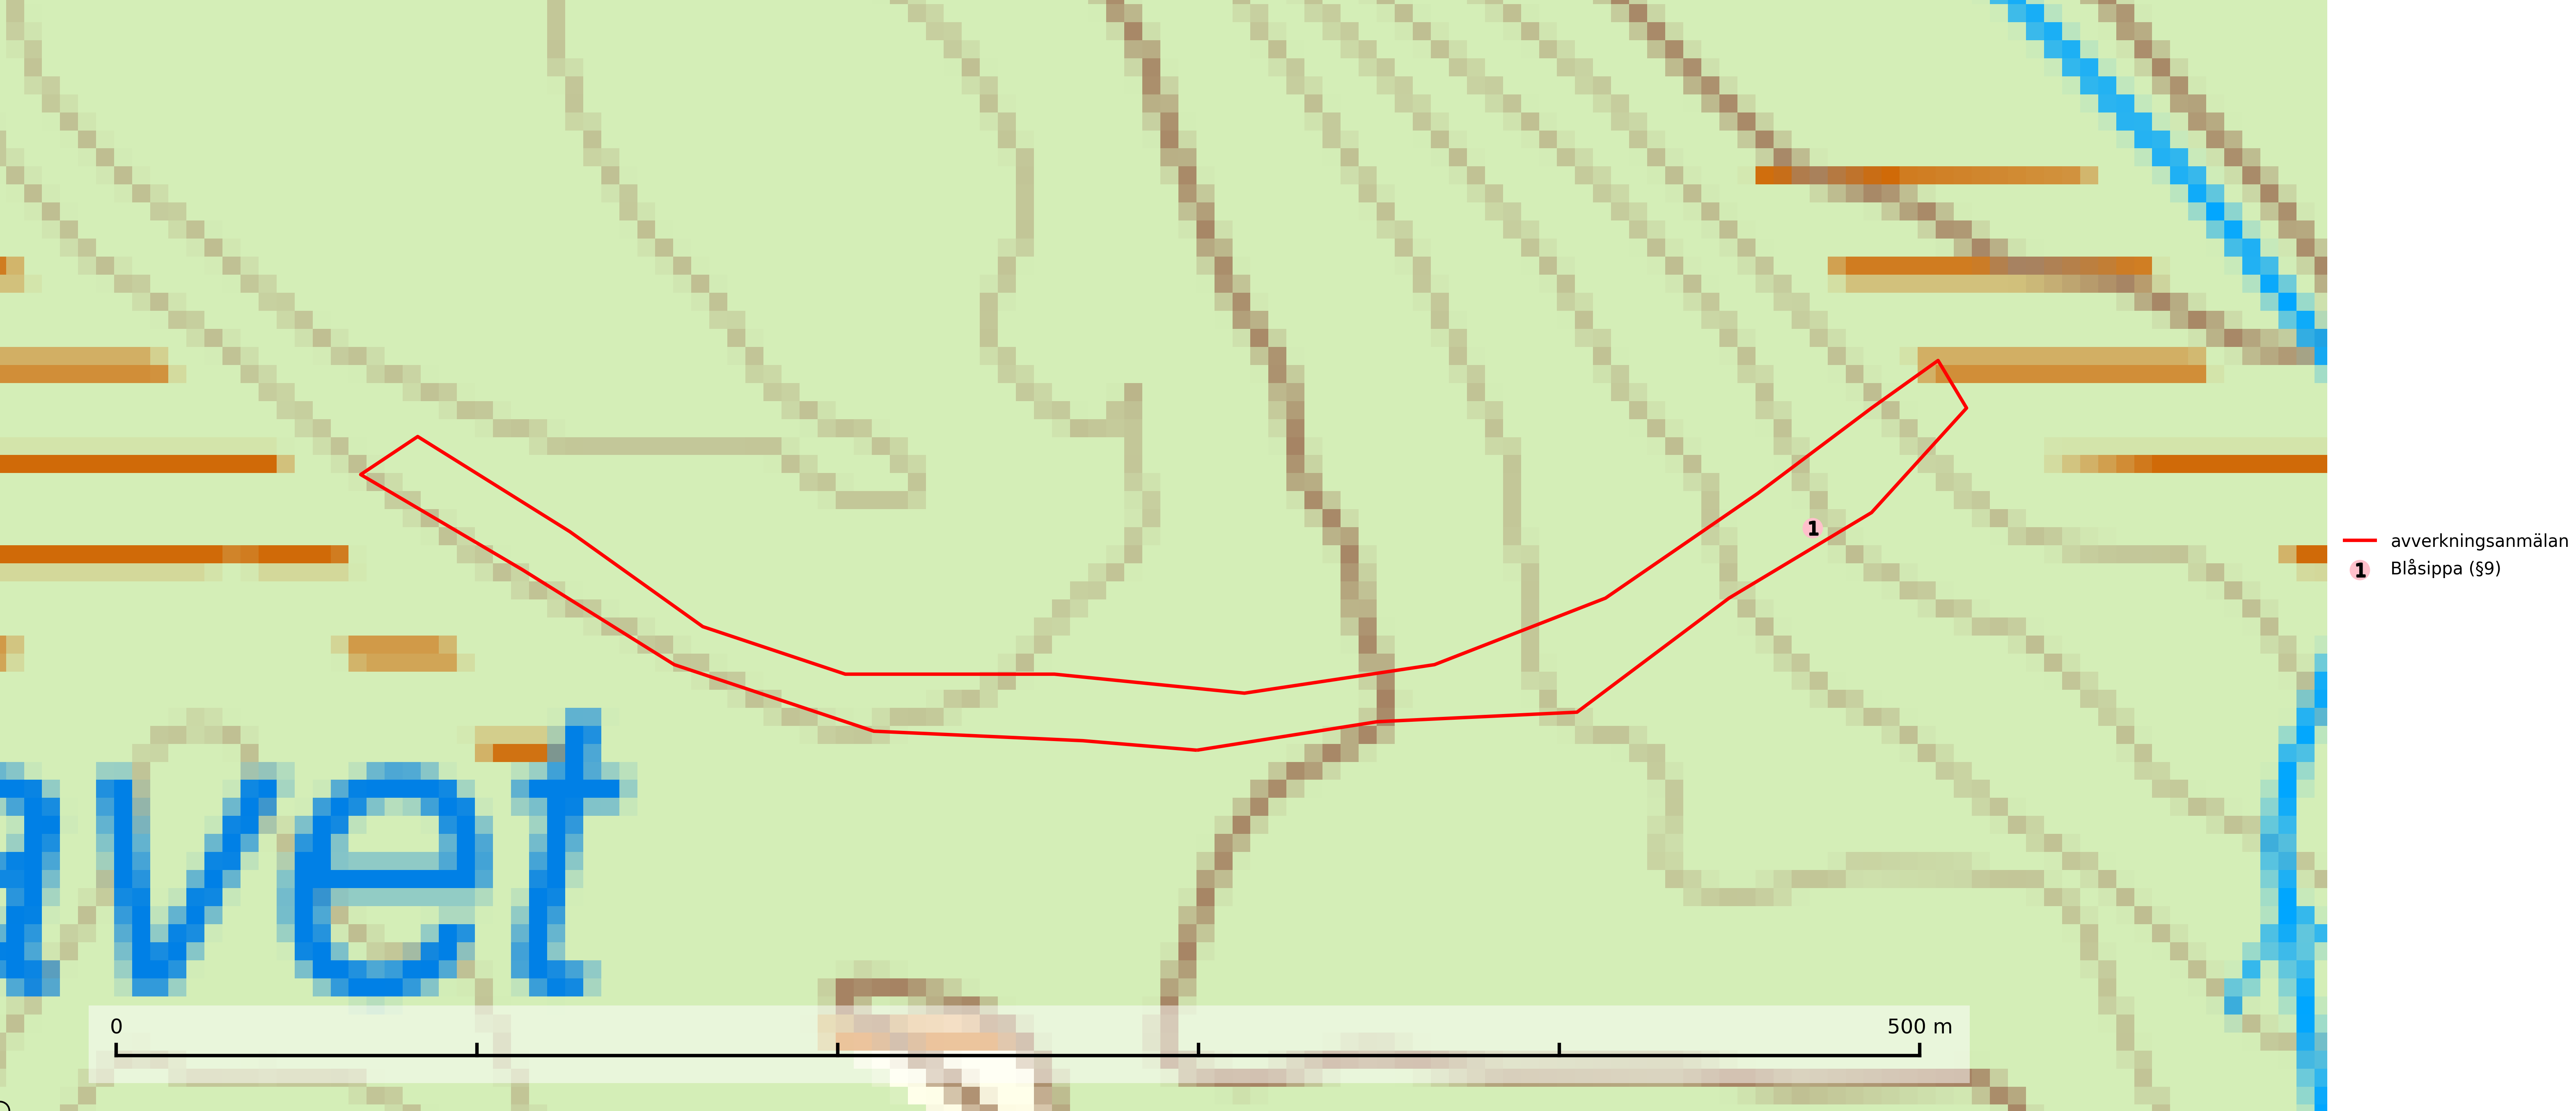 avet
1
0
500 m
avverkningsanmälan
1 Blåsippa (§9)